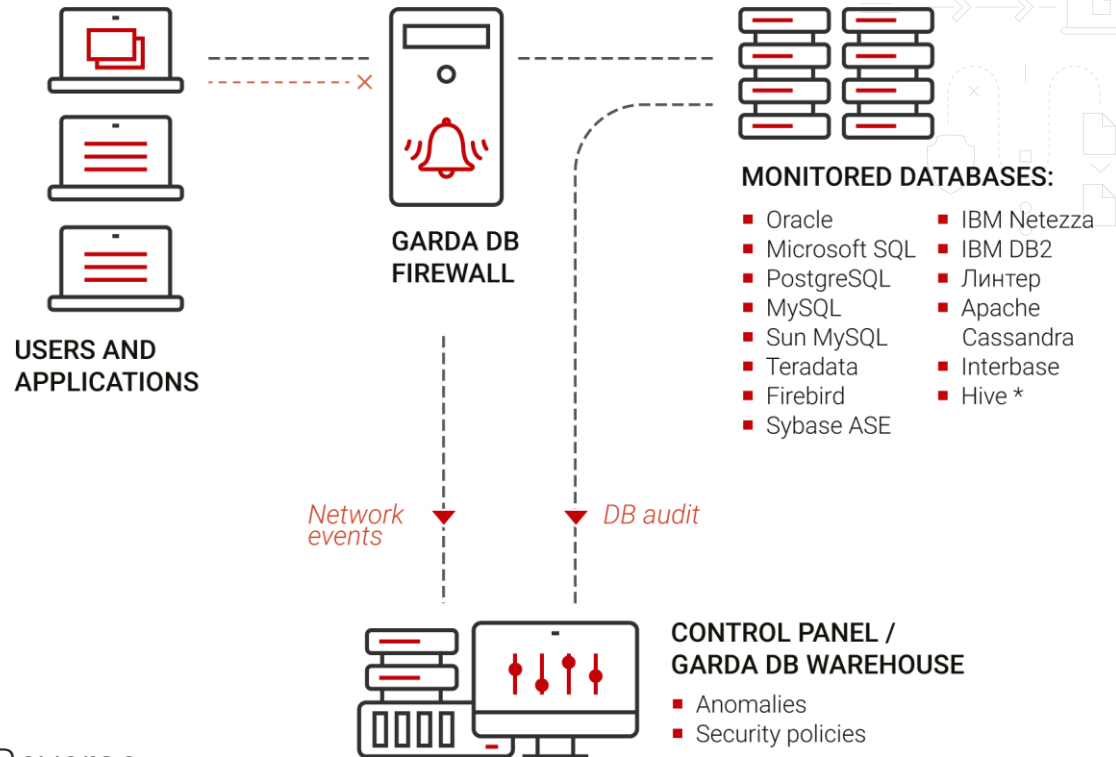 GARDA DB
FIREWALL
USERS AND
APPLICATIONS
MONITORED DATABASES:
Oracle
Microsoft SQL
PostgreSQL
MySQL
Sun MySQL
Teradata
Firebird
Sybase ASE
IBM Netezza
IBM DB2
Линтер
Apache
Cassandra
Interbase
Hive *
Network
events
DB audit
CONTROL PANEL /
GARDA DB WAREHOUSE
Anomalies
Security policies